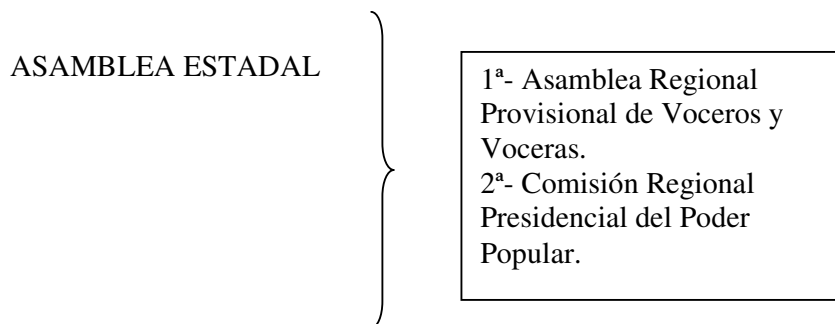 ASAMBLEA ESTADAL
1ª- Asamblea Regional
Provisional de Voceros y
Voceras.
2ª- Comisión Regional
Presidencial del Poder
Popular.